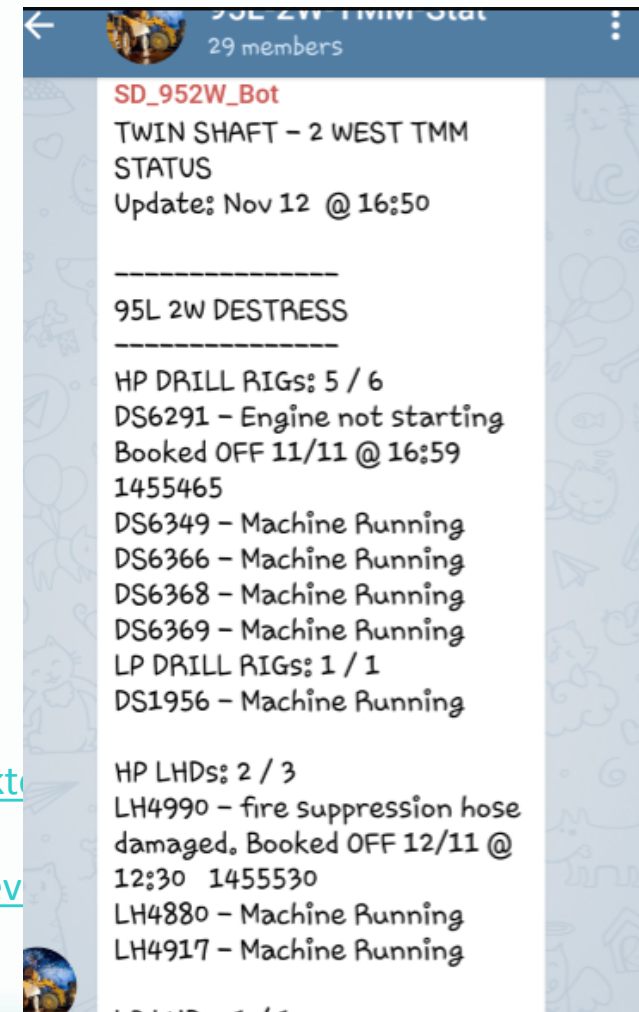 29 members
SD_952W_Bot
TWIN SHAFT - 2 WEST TMM
STATUS
Update: Nov 12 @ 16:50
---------------
95L 2W DESTRESS
---------------
HP DRILL RIGs: 5 / 6
DS6291 - Engine not starting
Booked OFF 11/11 @ 16:59
1455465
DS6349 - Machine Running
DS6366 - Machine Running
DS6368 - Machine Running
DS6369 - Machine Running
LP DRILL RIGs: 1 / 1
DS1956 - Machine Running
HP LHDs: 2 / 3
LH4990 - fire suppression hose
damaged. Booked OFF 12/11 @
12:30 1455530
LH4880 - Machine Running
LH4917 - Machine Running